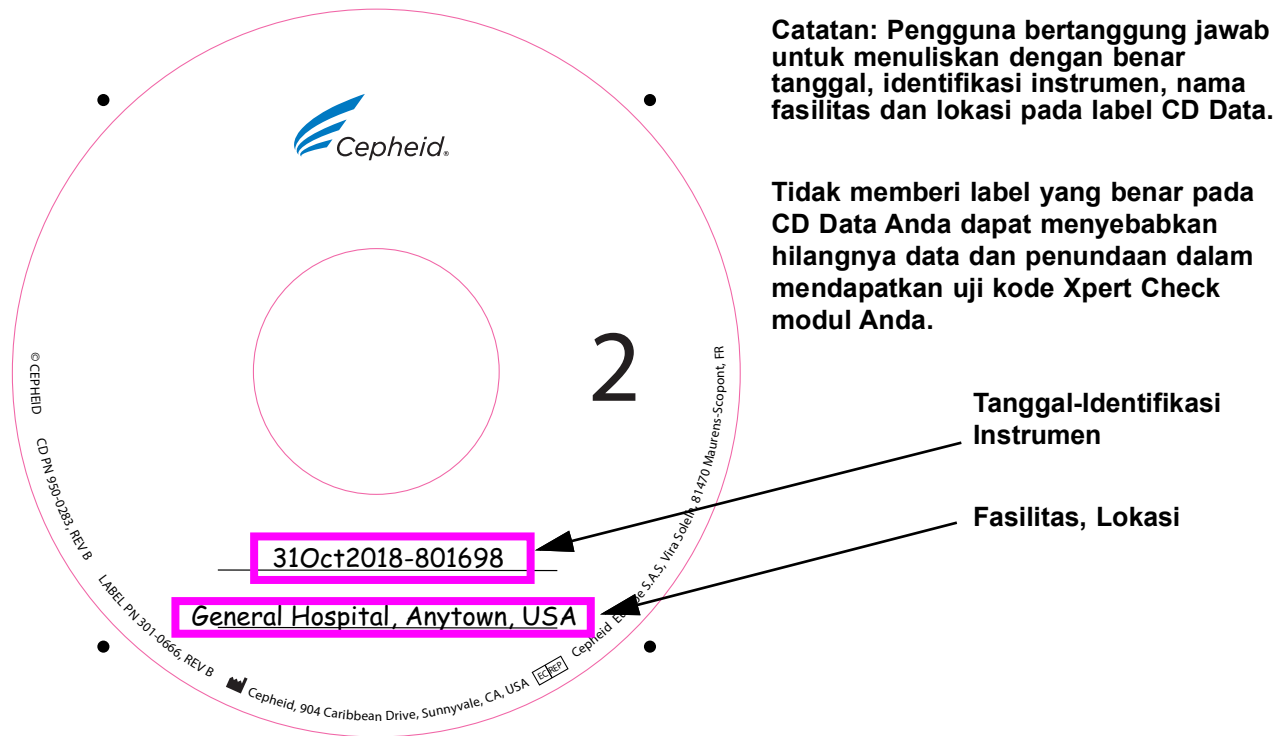 Catatan: Pengguna bertanggung jawab
untuk menuliskan dengan benar
tanggal, identifikasi instrumen, nama
fasilitas dan lokasi pada label CD Data.
Cepheid®
Tidak memberi label yang benar pada
CD Data Anda dapat menyebabkan
hilangnya data dan penundaan dalam
mendapatkan uji kode Xpert Check
modul Anda.
2
Tanggal-Identifikasi
Instrumen
Fasilitas, Lokasi
31Oct2018-801698
General Hospital, Anytown, USA
© CEPHEID CD PN 950-0283, REV B LABEL PN 301-0666, REV B Cepheid, 904 Caribbean Drive, Sunnyvale, CA, USA EC REP Cepheid Europe S.A.S, Vira Solelh, 81470 Maurens-Scopont, FR